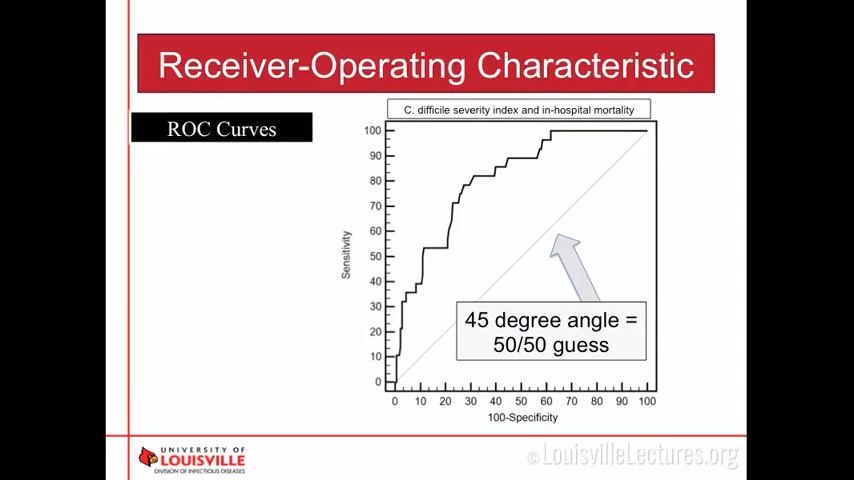 Receiver-Operating Characteristic
ROC Curves
C. difficile severity index and in-hospital mortality
100
90
80
70
60
50
40
30
20
10
0
Sensitivity
45 degree angle =
50/50 guess
0 10 20 30 40 50 60 70 80 90 100
100-Specificity
UNIVERSITY OF
LOUISVILLE
DIVISION OF INFECTIOUS DISEASES
©LouisvilleLectures.org